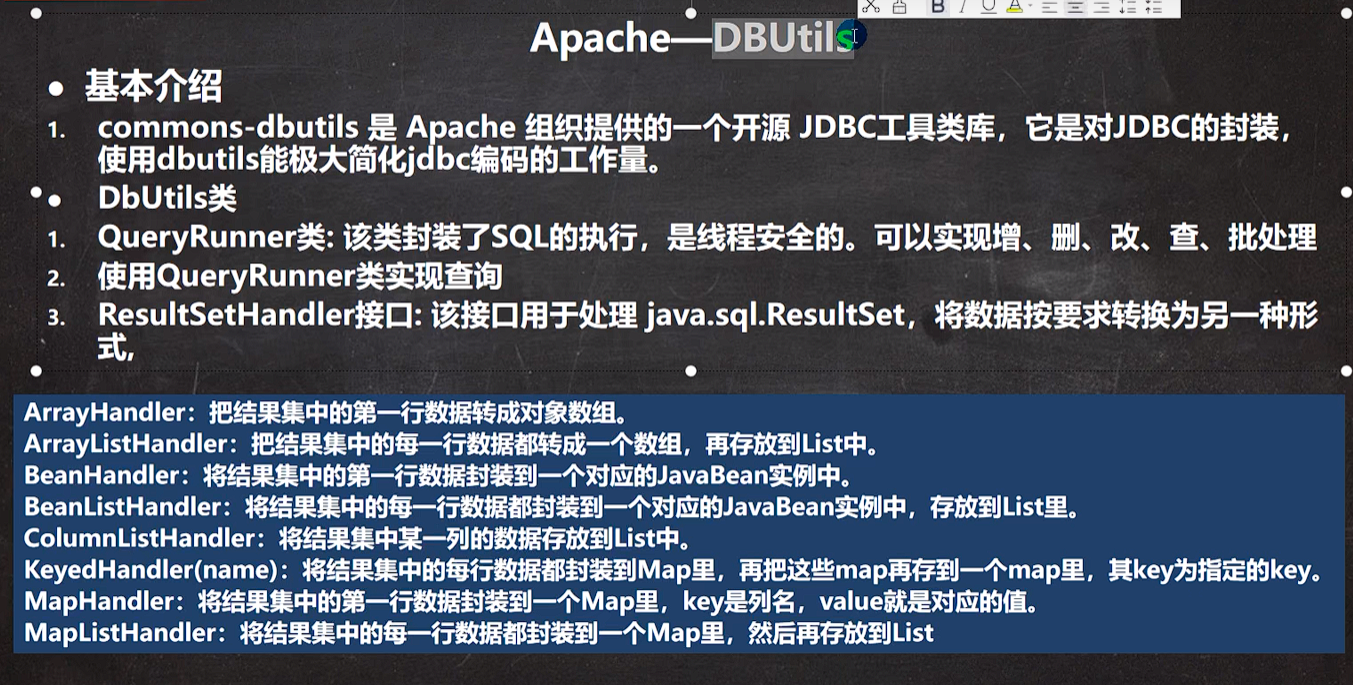 Apache—DBUtils
● 基本介绍
1. commons-dbutils 是 Apache 组织提供的一个开源 JDBC工具类库，它是对JDBC的封装，
使用dbutils能极大简化jdbc编码的工作量。
● DbUtils类
1. QueryRunner类: 该类封装了SQL的执行，是线程安全的。可以实现增、删、改、查、批处理
2. 使用QueryRunner类实现查询
3. ResultSetHandler接口: 该接口用于处理 java.sql.ResultSet，将数据按要求转换为另一种形
式,
ArrayHandler：把结果集中的第一行数据转成对象数组。
ArrayListHandler：把结果集中的每一行数据都转成一个数组，再存放到List中。
BeanHandler：将结果集中的第一行数据封装到一个对应的JavaBean实例中。
BeanListHandler：将结果集中的每一行数据都封装到一个对应的JavaBean实例中，存放到List里。
ColumnListHandler：将结果集中某一列的数据存放到List中。
KeyedHandler(name)：将结果集中的每行数据都封装到Map里，再把这些map再存到一个map里，其key为指定的key。
MapHandler：将结果集中的第一行数据封装到一个Map里，key是列名，value就是对应的值。
MapListHandler：将结果集中的每一行数据都封装到一个Map里，然后再存放到List